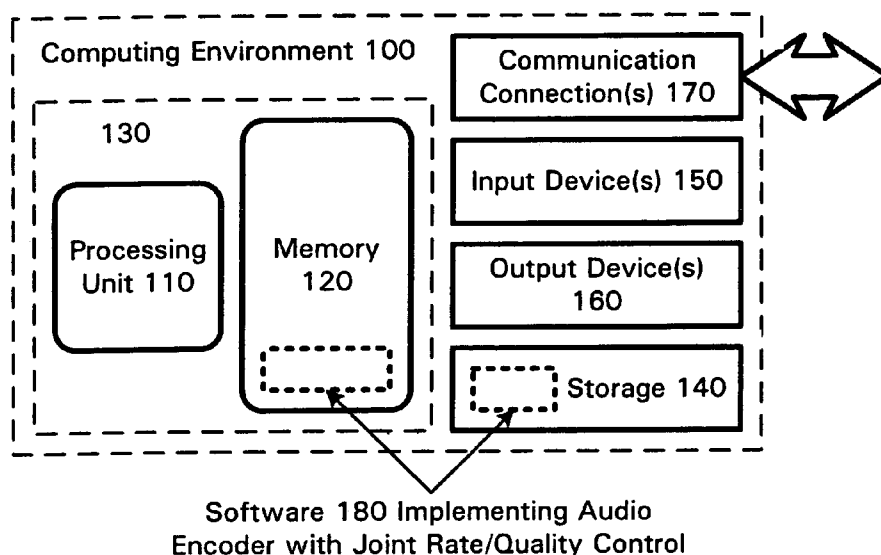 Computing Environment 100
Communication
Connection(s) 170
130
Processing
Unit 110
Memory
120
Input Device(s) 150
Output Device(s)
160
Storage 140
Software 180 Implementing Audio
Encoder with Joint Rate/Quality Control